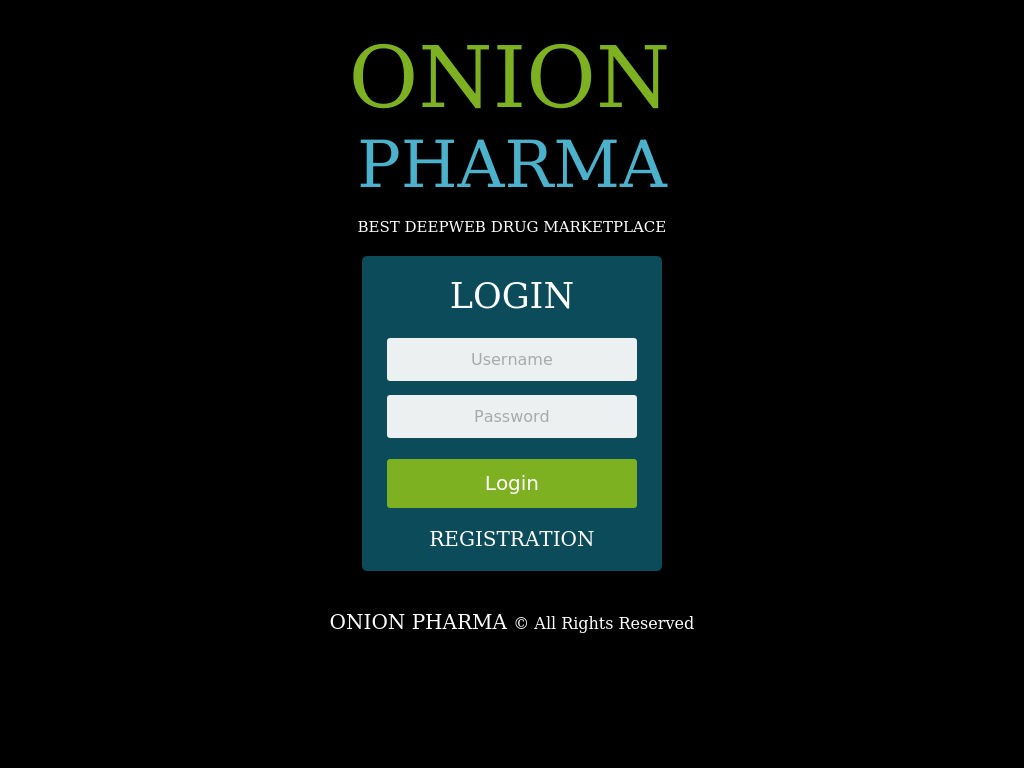 ONION
PHARMA
BEST DEEPWEB DRUG MARKETPLACE
LOGIN
Username
Password
Login
REGISTRATION
ONION PHARMA © All Rights Reserved